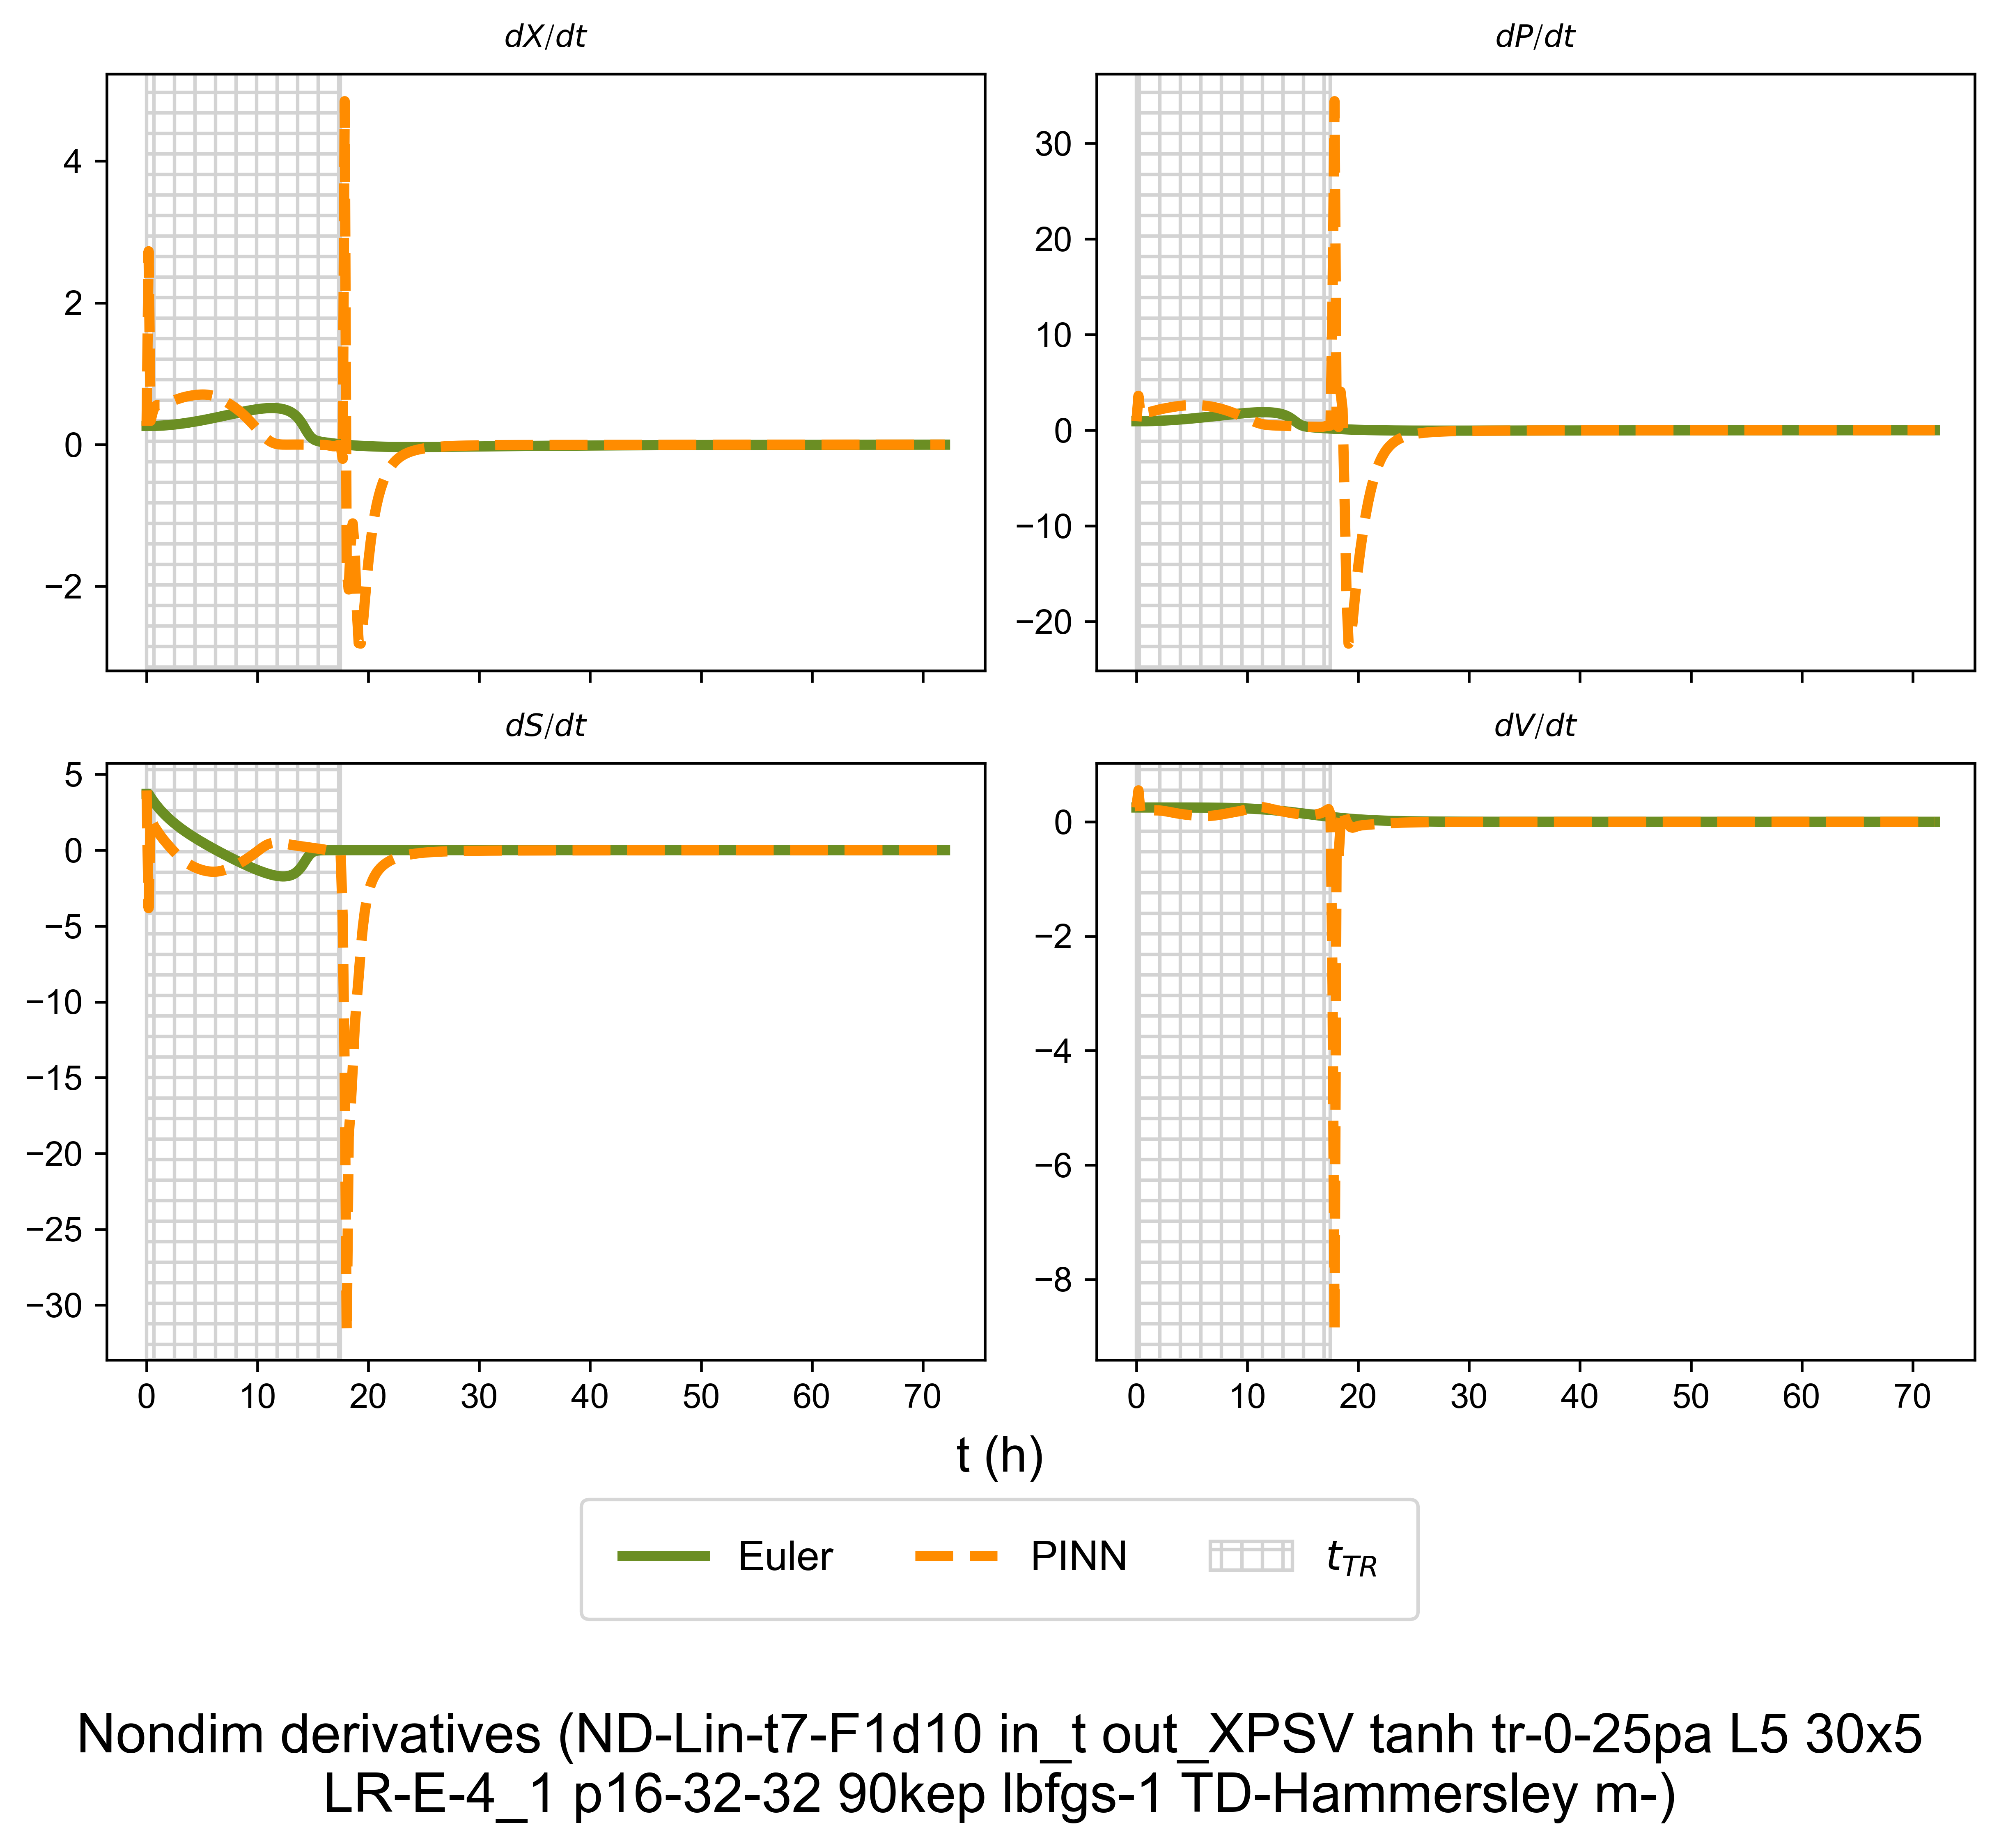 dX/dt
dP/dt
4
2
0
−2
30
20
10
0
−10
−20
dS/dt
dV/dt
5
0
−5
−10
−15
−20
−25
−30
0
−2
−4
−6
−8
0 10 20 30 40 50 60 70
0 10 20 30 40 50 60 70
t (h)
Euler PINN t_TR
Nondim derivatives (ND-Lin-t7-F1d10 in_t out_XPSV tanh tr-0-25pa L5 30x5
LR-E-4_1 p16-32-32 90kep lbfgs-1 TD-Hammersley m-)